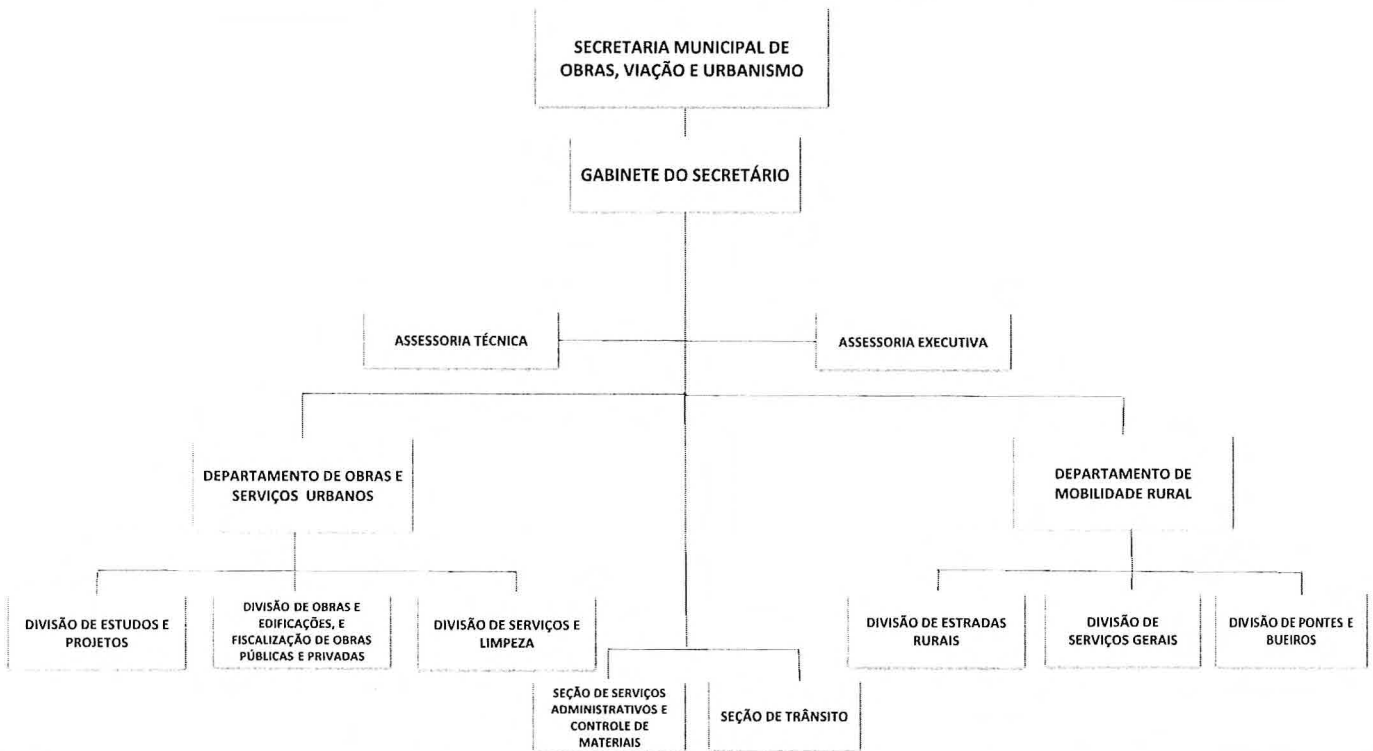 SECRETARIA MUNICIPAL DE
OBRAS, VIAÇÃO E URBANISMO
GABINETE DO SECRETÁRIO
ASSESSORIA TÉCNICA
ASSESSORIA EXECUTIVA
DEPARTAMENTO DE OBRAS E
SERVIÇOS URBANOS
DEPARTAMENTO DE
MOBILIDADE RURAL
DIVISÃO DE ESTUDOS E
PROJETOS
DIVISÃO DE OBRAS E
EDIFICAÇÕES, E
FISCALIZAÇÃO DE OBRAS
PÚBLICAS E PRIVADAS
DIVISÃO DE SERVIÇOS E
LIMPEZA
DIVISÃO DE ESTRADAS
RURAIS
DIVISÃO DE
SERVIÇOS GERAIS
DIVISÃO DE PONTES E
BUEIROS
SEÇÃO DE SERVIÇOS
ADMINISTRATIVOS E
CONTROLE DE
MATERIAIS
SEÇÃO DE TRÂNSITO